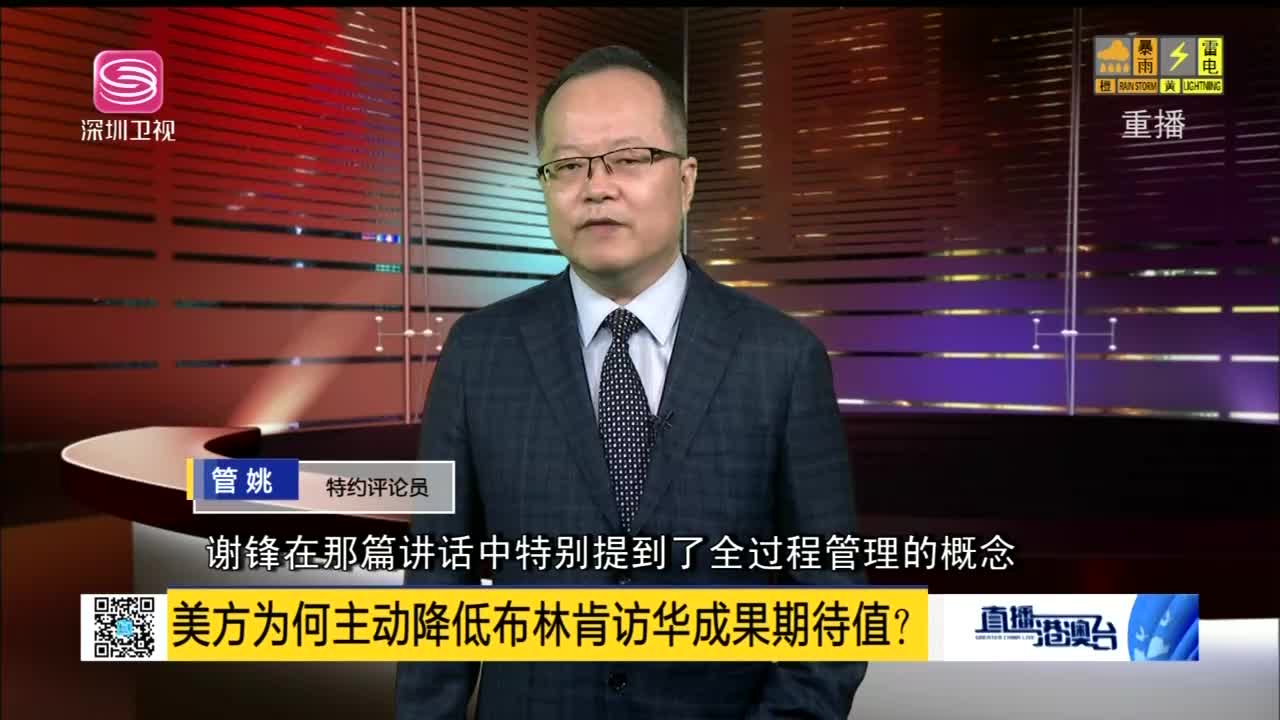 深圳卫视
暴雨
雷电
橙
RAIN STORM
黄
LIGHTNING
重播
管姚
特约评论员
谢锋在那篇讲话中特别提到了全过程管理的概念
美方为何主动降低布林肯访华成果期待值?
直播港澳台
GREATER CHINA LIVE